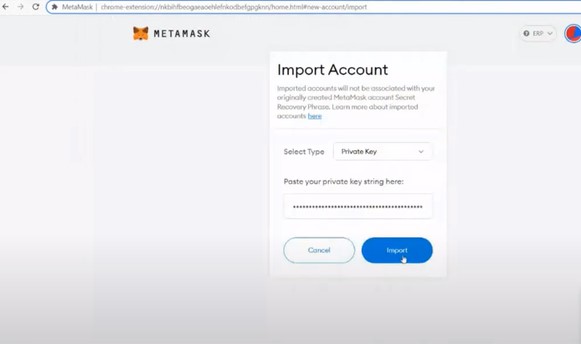 MetaMask | chrome-extension://nkbihfbeogaeaoehlefnkodbefgpgknn/home.html#new-account/import
METAMASK
ERP
Import Account
Imported accounts will not be associated with your
originally created MetaMask account Secret
Recovery Phrase. Learn more about imported
accounts here
Select Type
Private Key
Paste your private key string here:
Cancel
Import